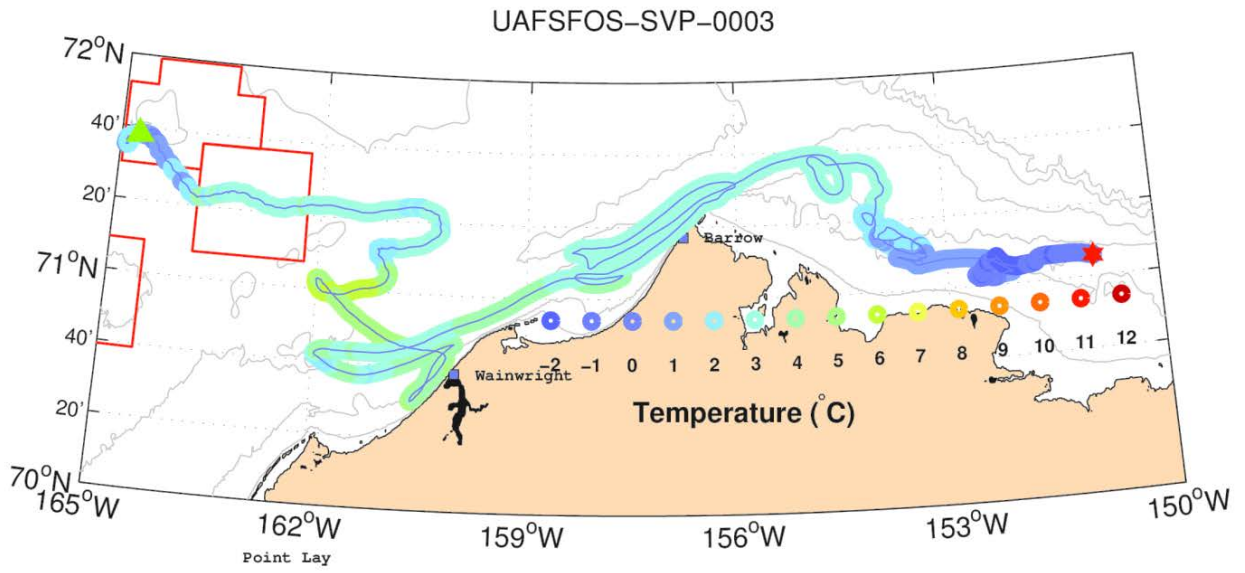 UAFSFOS-SVP-0003
72°N
40'
20'
71°N
40'
20'
70°N
Barrow
Wainwright
-2 -1 0 1 2 3 4 5 6 7 8 9 10 11 12
Temperature (°C)
165°W 162°W 159°W 156°W 153°W 150°W
Point Lay